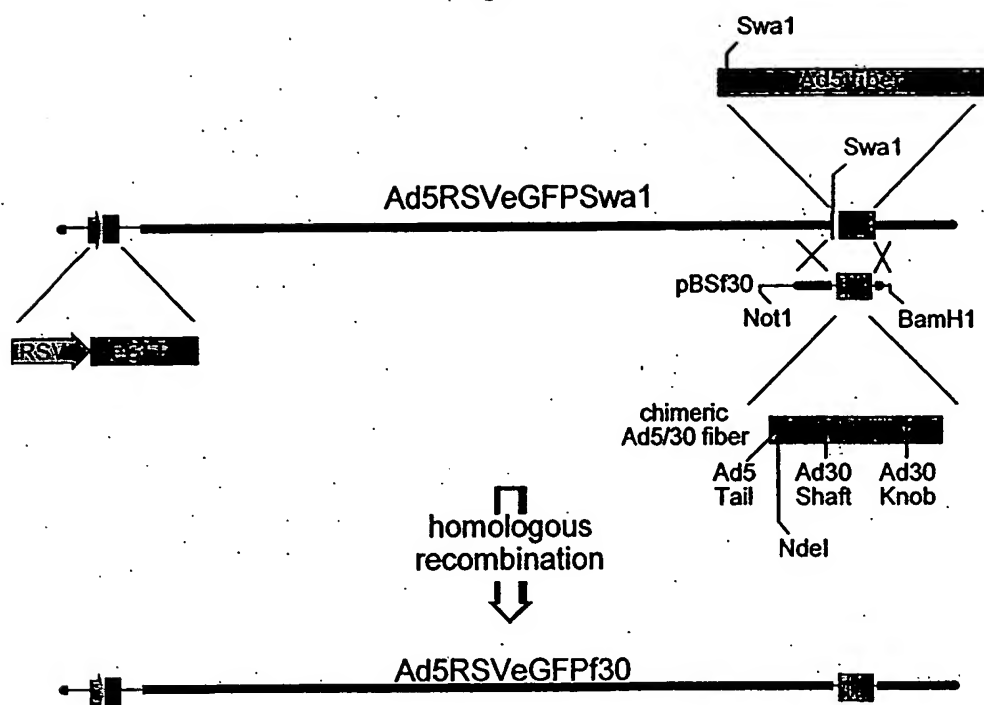 Swa1
Ad5 fiber
Swa1
Ad5RSVeGFPSwa1
pBSf30
Not1
BamH1
RSV
eGFP
chimeric
Ad5/30 fiber
Ad5
Tail
Ad30
Shaft
Ad30
Knob
NdeI
homologous
recombination
Ad5RSVeGFPf30